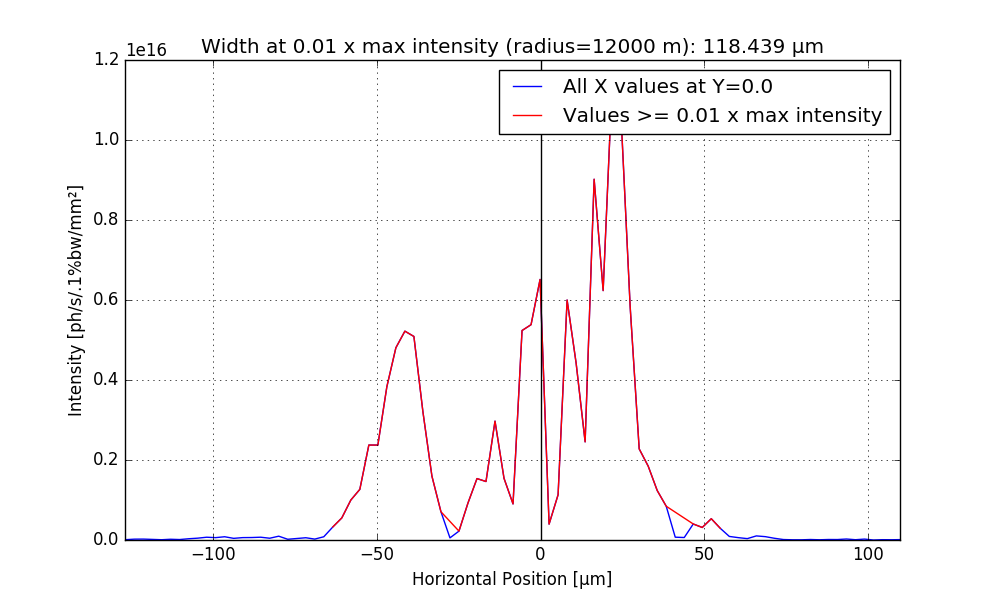 Width at 0.01 x max intensity (radius=12000 m): 118.439 µm
1e16
All X values at Y=0.0
Values >= 0.01 x max intensity
1.2
1.0
0.8
0.6
0.4
0.2
0.0
Intensity [ph/s/.1%bw/mm²]
−100
−50
0
50
100
Horizontal Position [µm]